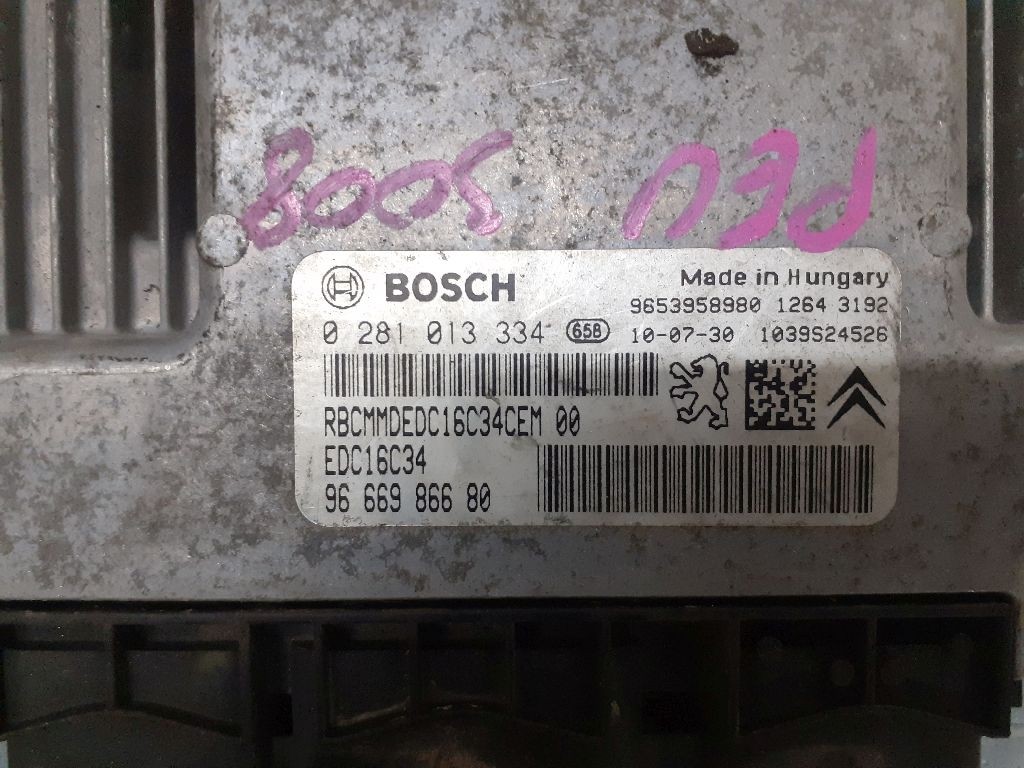 PEU 5008
BOSCH
Made in Hungary
9653958980 1264 3192
0 281 013 334 658 10-07-30 1039S24526
RBCMMDEDC16C34CEM 00
EDC16C34
96 669 866 80